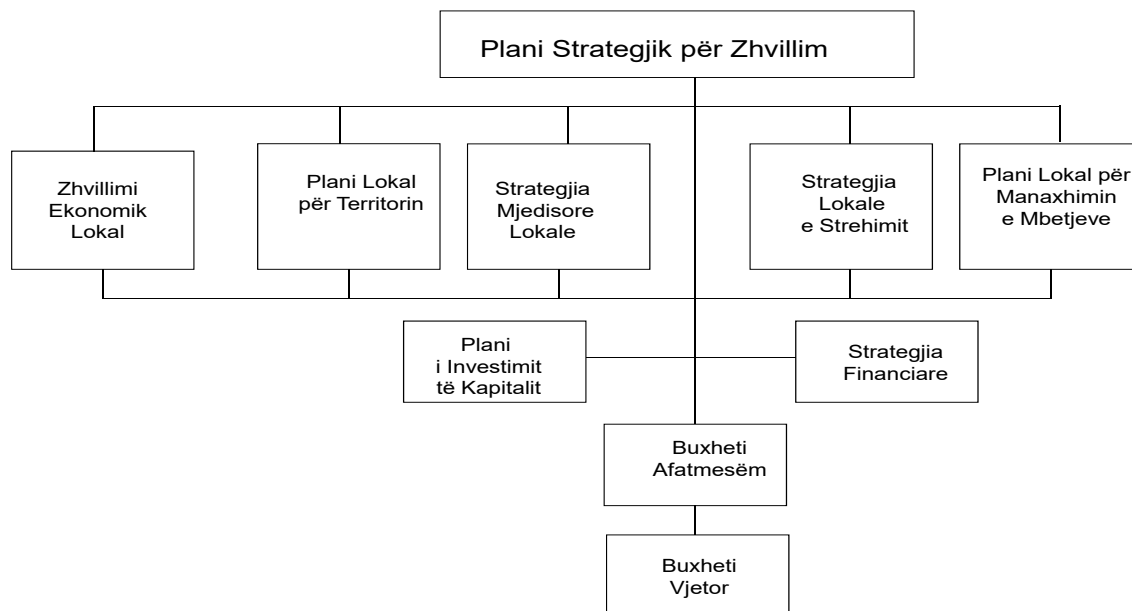 Plani Strategjik për Zhvillim
Zhvillimi
Ekonomik
Lokal
Plani Lokal
për Territorin
Strategjia
Mjedisore
Lokale
Strategjia
Lokale
e Strehimit
Plani Lokal për
Manaxhimin
e Mbetjeve
Plani
i Investimit
të Kapitalit
Strategjia
Financiare
Buxheti
Afatmesëm
Buxheti
Vjetor